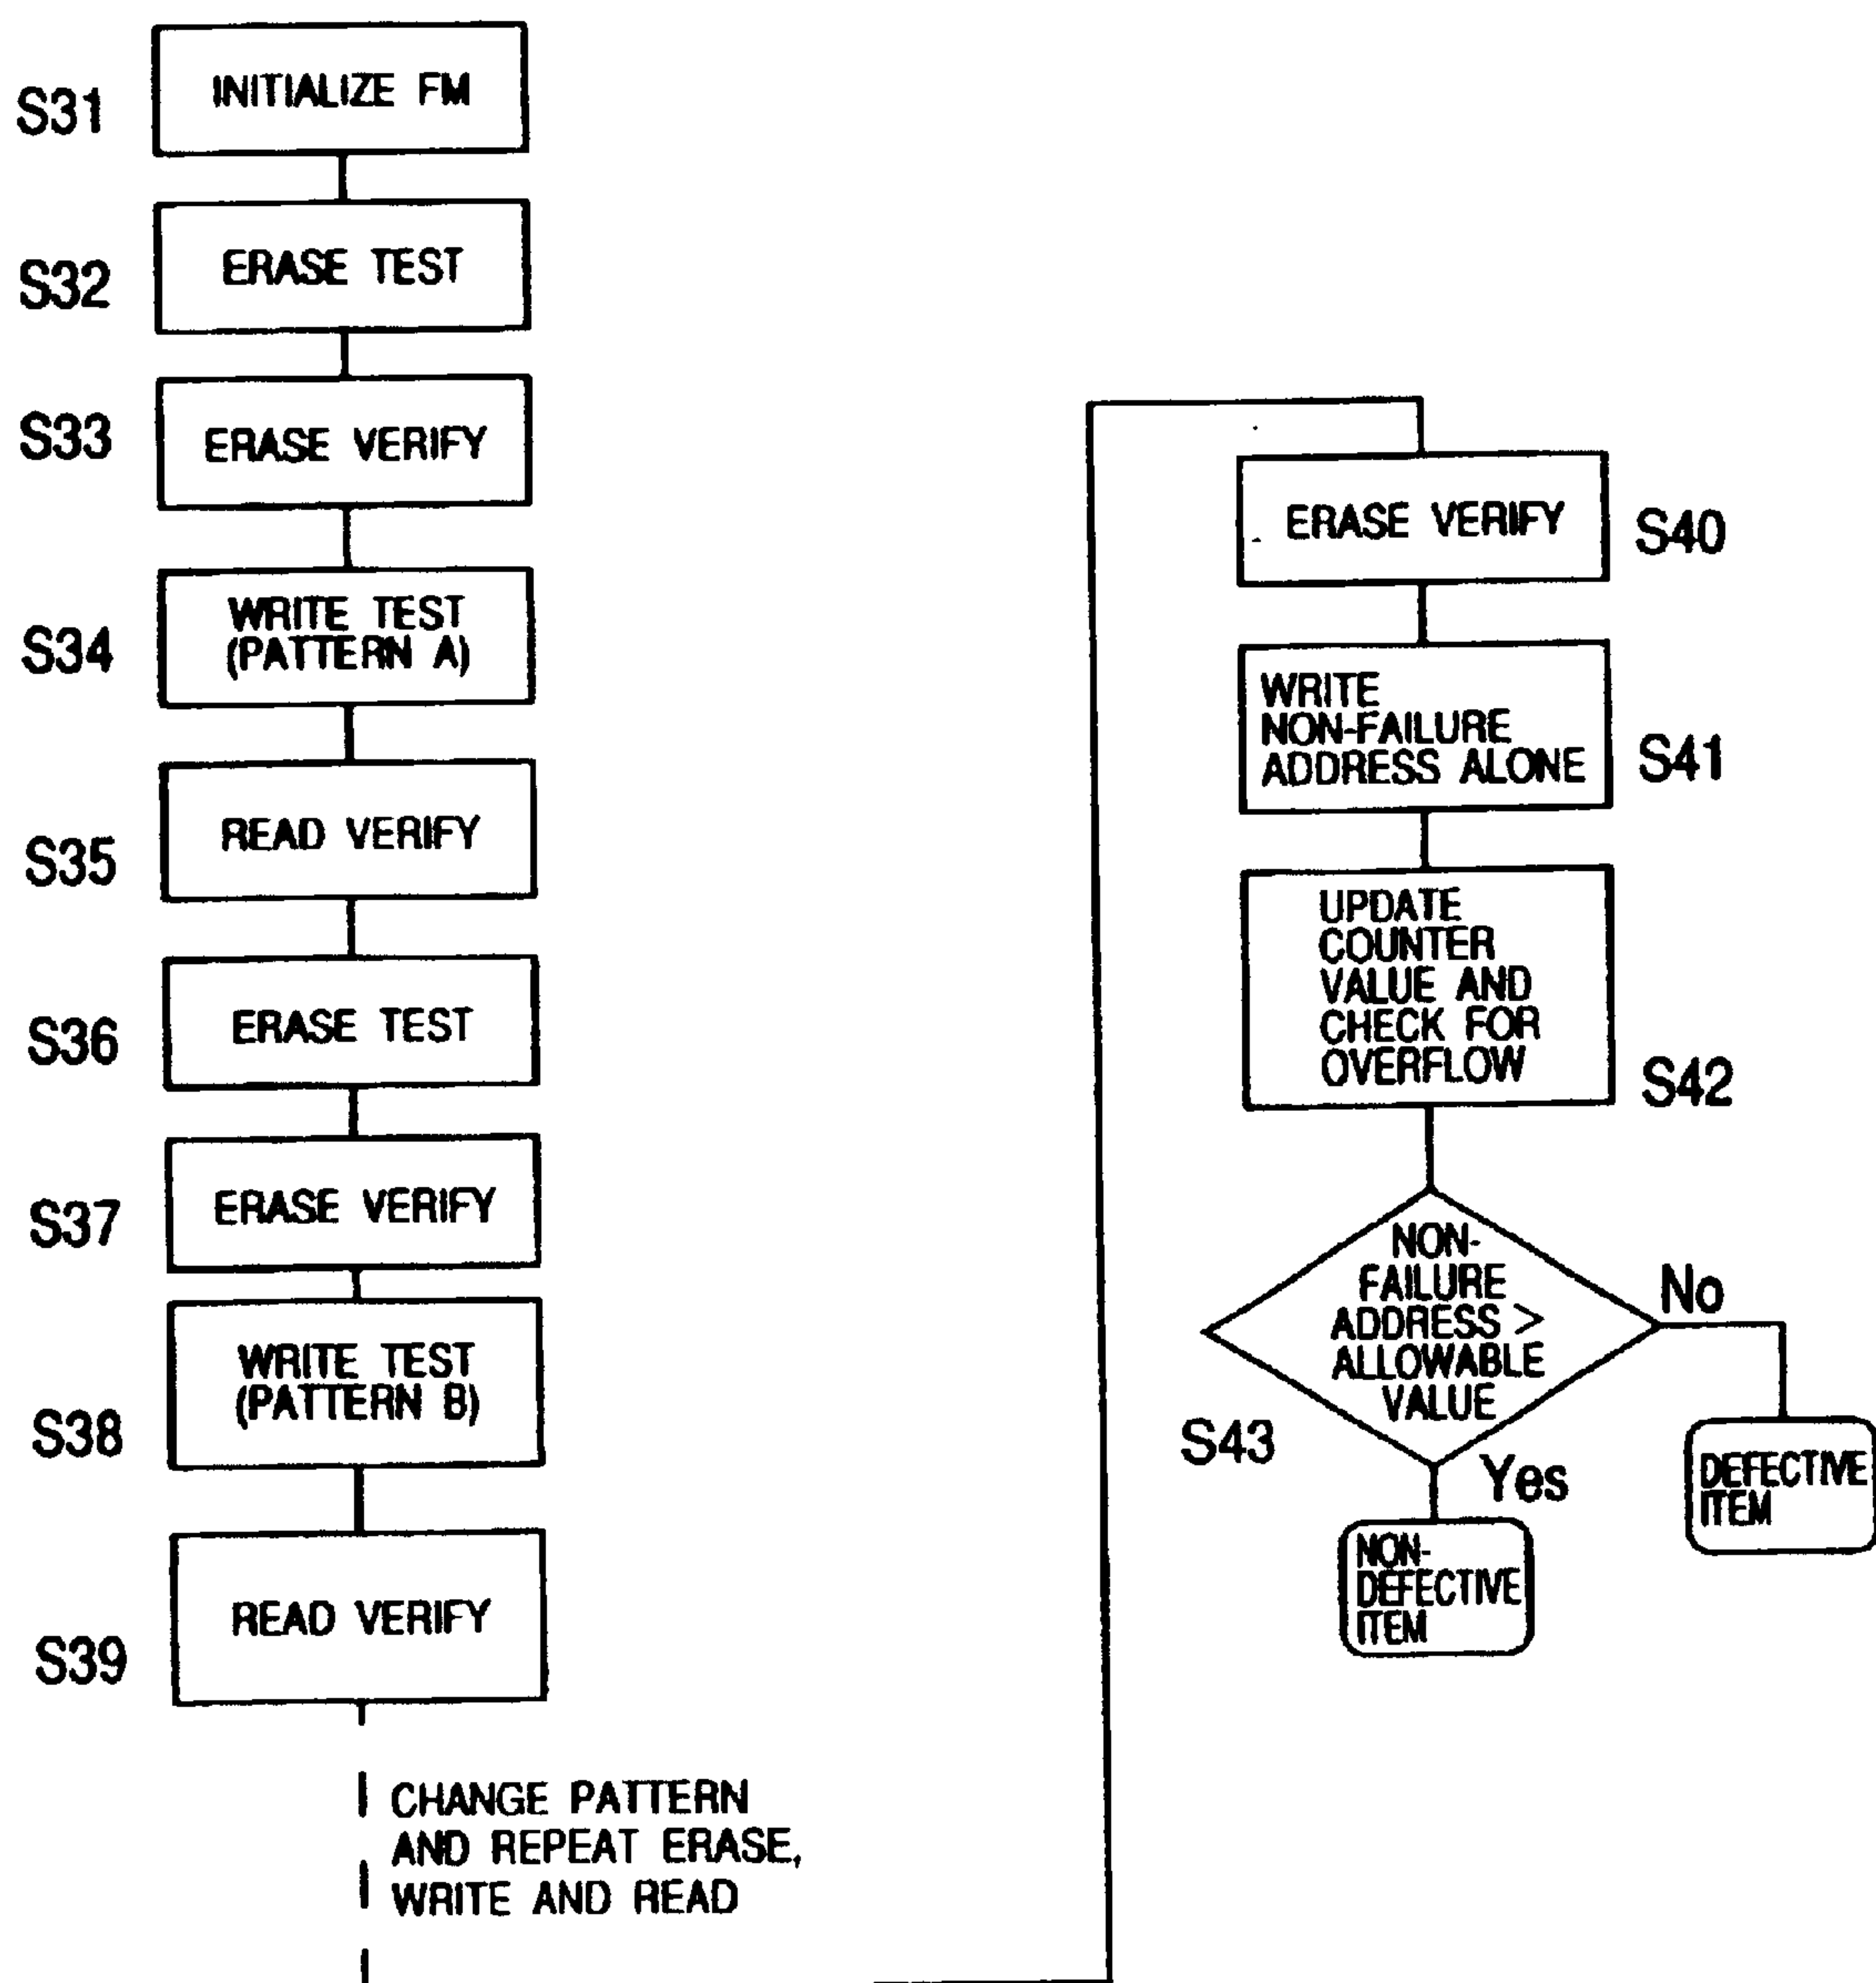 S31
INITIALIZE FM
S32
ERASE TEST
S33
ERASE VERIFY
S34
WRITE TEST
(PATTERN A)
S35
READ VERIFY
S36
ERASE TEST
S37
ERASE VERIFY
S38
WRITE TEST
(PATTERN B)
S39
READ VERIFY
CHANGE PATTERN
AND REPEAT ERASE,
WRITE AND READ
ERASE VERIFY
S40
WRITE
NON-FAILURE
ADDRESS ALONE
S41
UPDATE
COUNTER
VALUE AND
CHECK FOR
OVERFLOW
S42
NON-
FAILURE
ADDRESS >
ALLOWABLE
VALUE
S43
No
DEFECTIVE
ITEM
Yes
NON-
DEFECTIVE
ITEM